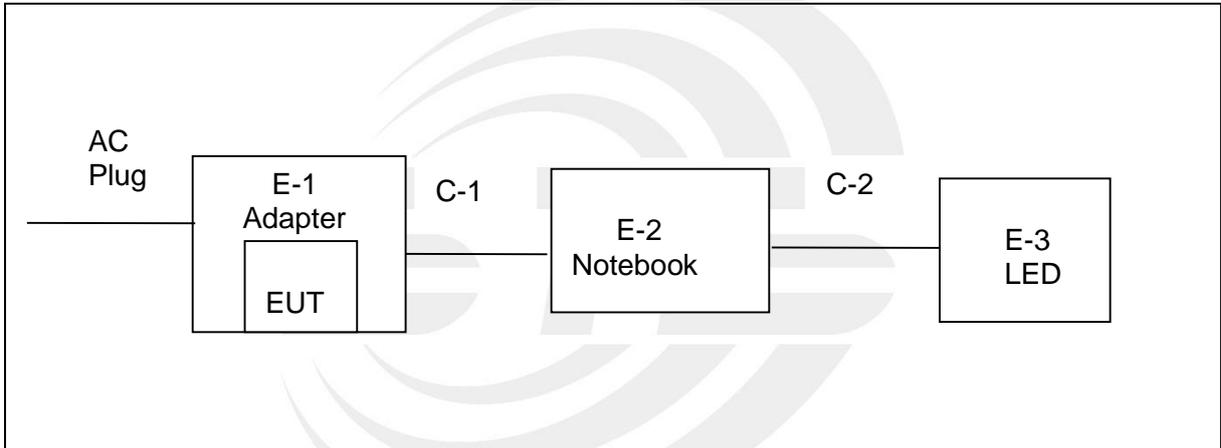 AC
Plug
E-1
Adapter
EUT
C-1
E-2
Notebook
C-2
E-3
LED